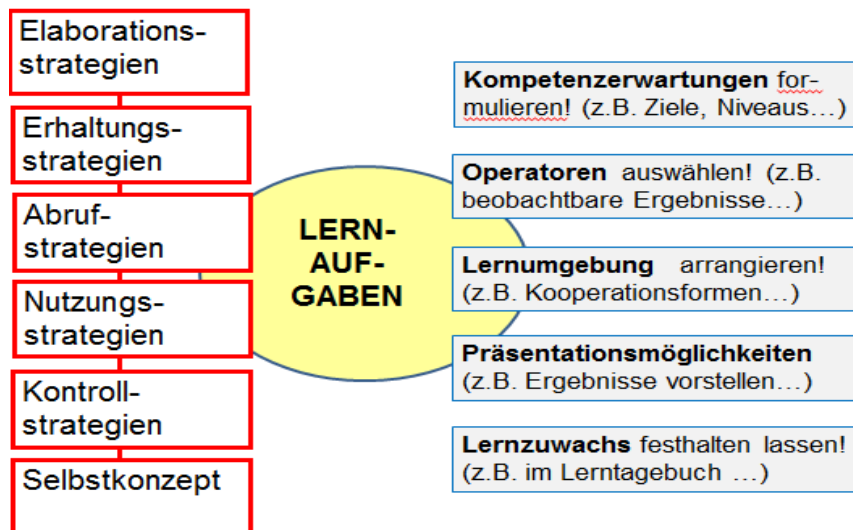 Elaborations-
strategien
Erhaltungs-
strategien
Abruf-
strategien
Nutzungs-
strategien
Kontroll-
strategien
Selbstkonzept
LERN-
AUF-
GABEN
Kompetenzerwartungen for-
mulieren! (z.B. Ziele, Niveaus…)
Operatoren auswählen! (z.B.
beobachtbare Ergebnisse…)
Lernumgebung arrangieren!
(z.B. Kooperationsformen…)
Präsentationsmöglichkeiten
(z.B. Ergebnisse vorstellen…)
Lernzuwachs festhalten lassen!
(z.B. im Lerntagebuch …)